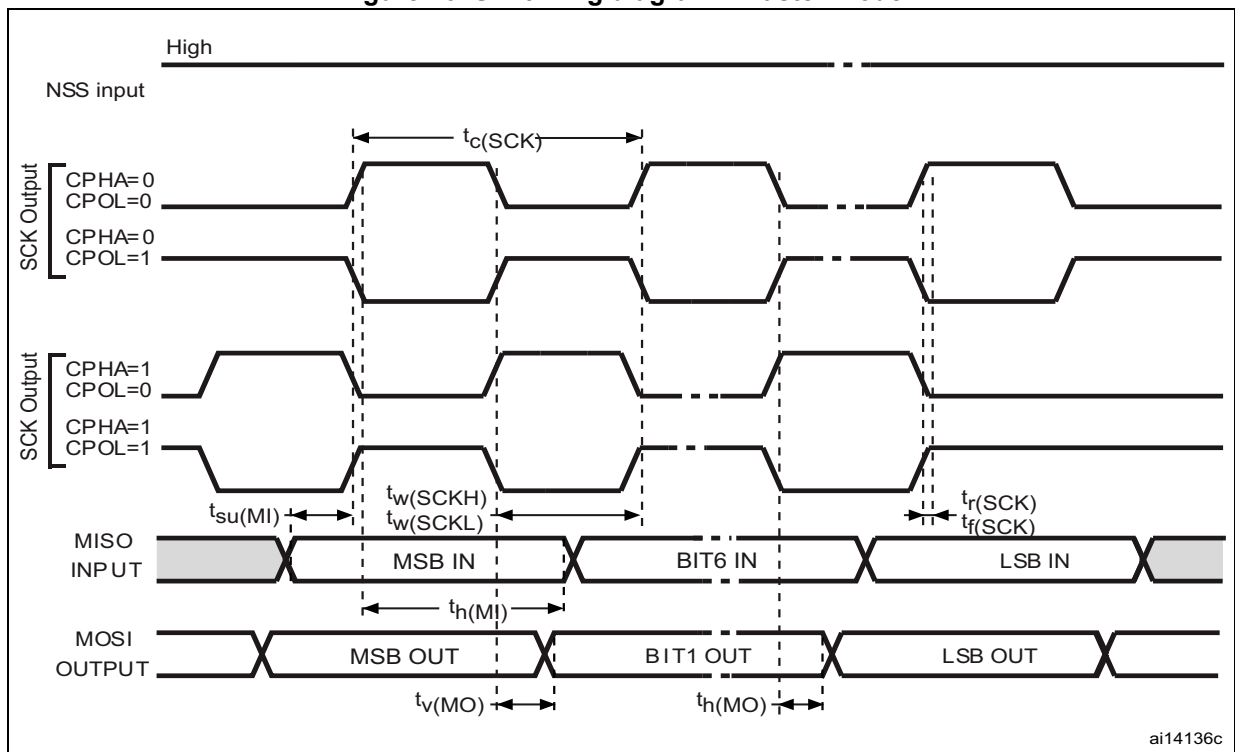 High
NSS input
tc(SCK)
SCK Output
CPHA=0
CPOL=0
CPHA=0
CPOL=1
SCK Output
CPHA=1
CPOL=0
CPHA=1
CPOL=1
tsu(MI)
tw(SCKH)
tw(SCKL)
tr(SCK)
tf(SCK)
MISO
INPUT
MSB IN
BIT6 IN
LSB IN
th(MI)
MOSI
OUTPUT
MSB OUT
BIT1 OUT
LSB OUT
tv(MO)
th(MO)
ai14136c